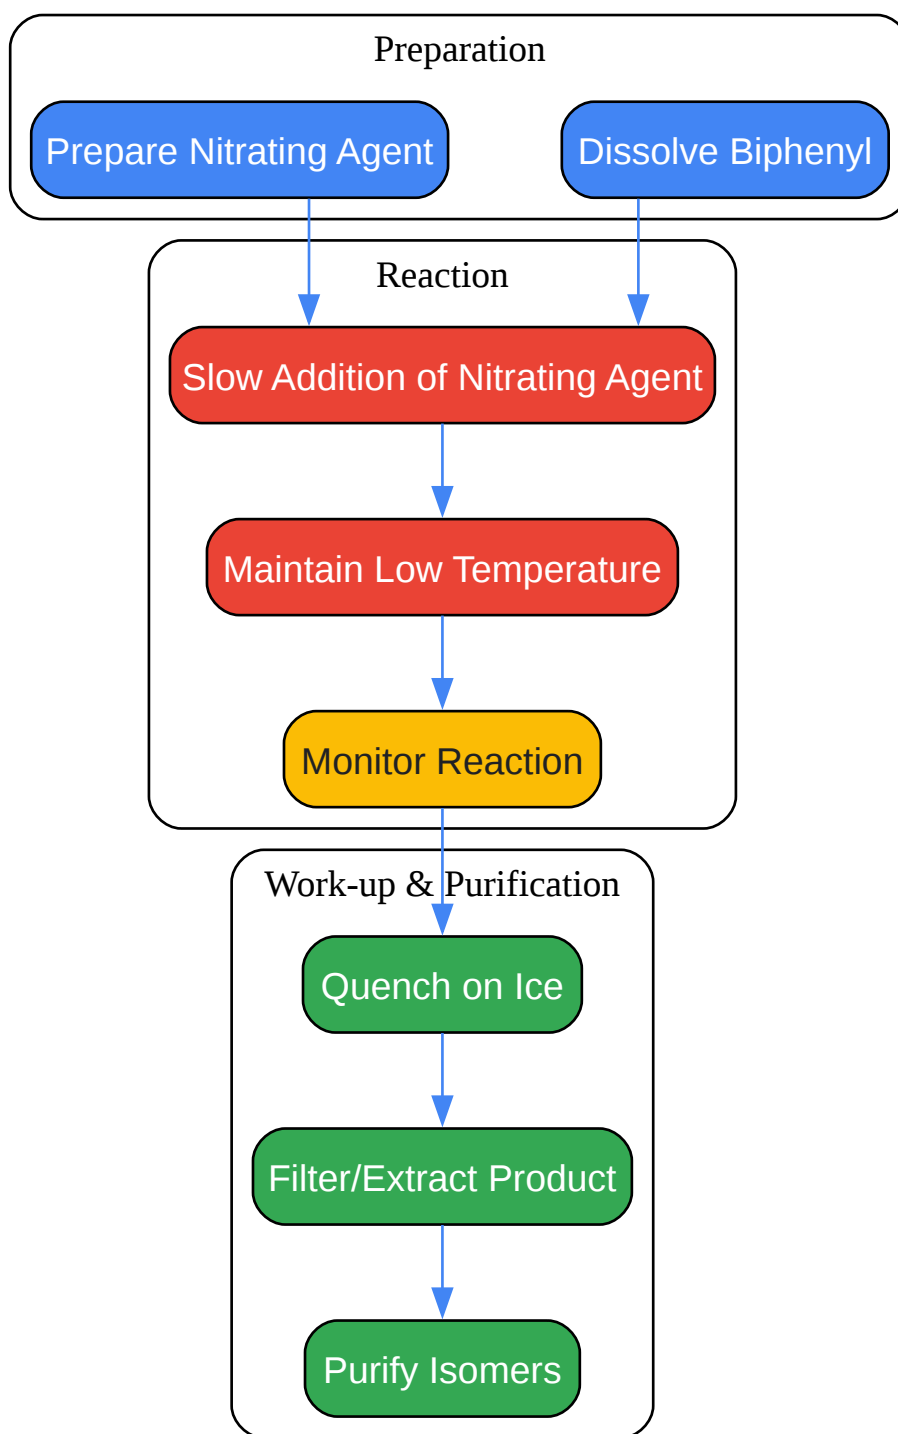 Preparation
Prepare Nitrating Agent
Dissolve Biphenyl
Reaction
Slow Addition of Nitrating Agent
Maintain Low Temperature
Monitor Reaction
Work-up & Purification
Quench on Ice
Filter/Extract Product
Purify Isomers